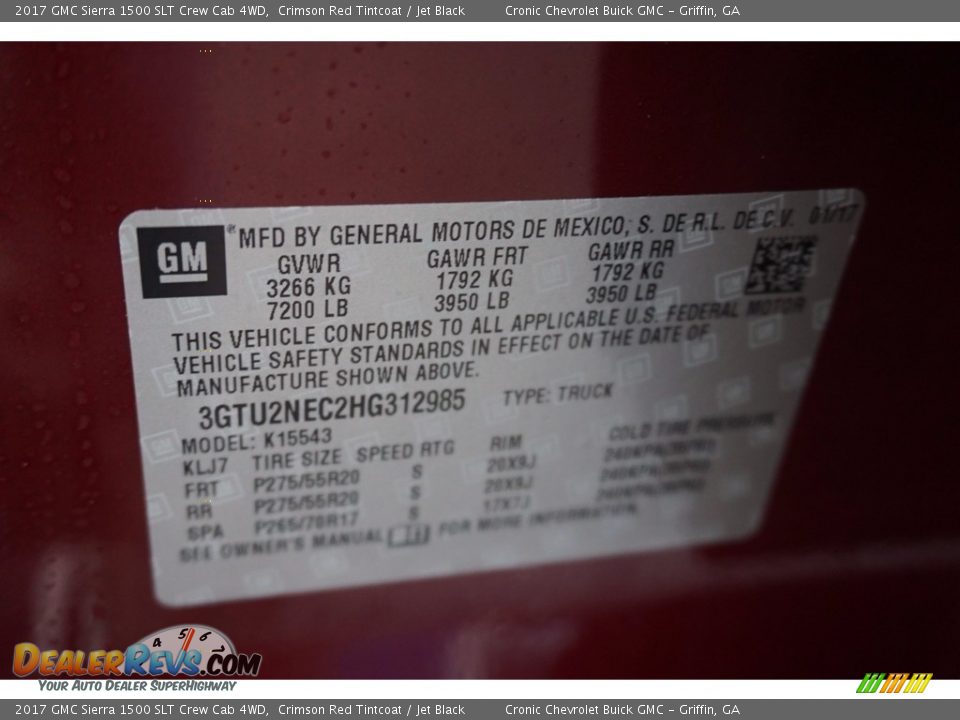 2017 GMC Sierra 1500 SLT Crew Cab 4WD,  Crimson Red Tintcoat / Jet Black  Cronic Chevrolet Buick GMC - Griffin, GA
GM
® MFD BY GENERAL MOTORS DE MEXICO, S. DE R.L. DE C.V. 01/17
GVWR GAWR FRT GAWR RR
3266 KG 1792 KG 1792 KG
7200 LB 3950 LB 3950 LB
THIS VEHICLE CONFORMS TO ALL APPLICABLE U.S. FEDERAL MOTOR
VEHICLE SAFETY STANDARDS IN EFFECT ON THE DATE OF
MANUFACTURE SHOWN ABOVE.
3GTU2NEC2HG312985 TYPE: TRUCK
MODEL: K15543
KLJ7 TIRE SIZE SPEED RTG RIM COLD TIRE PRESSURE
FRT P275/55R20 S 20X9J
RR P275/55R20 S 20X9J
SPA P265/70R17 S 17X7J
SEE OWNER'S MANUAL FOR MORE INFORMATION.
4 5 6
DEALERREVS.COM
YOUR AUTO DEALER SUPERHIGHWAY
2017 GMC Sierra 1500 SLT Crew Cab 4WD,  Crimson Red Tintcoat / Jet Black  Cronic Chevrolet Buick GMC - Griffin, GA